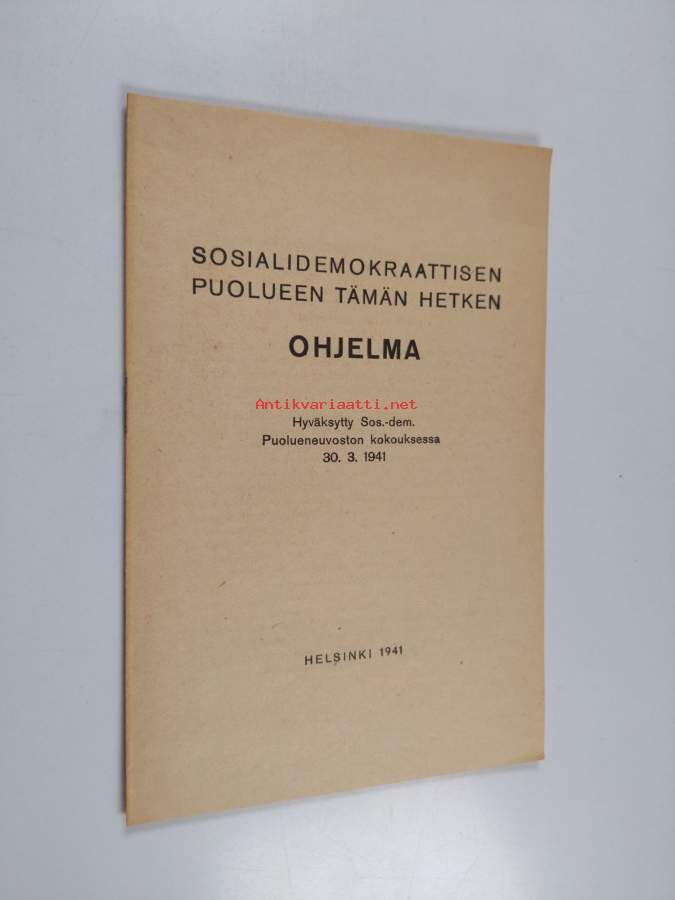 SOSIALIDEMOKRAATTISEN
PUOLUEEN TÄMÄN HETKEN
OHJELMA
Antikvariaatti.net
Hyväksytty Sos.-dem.
Puolueneuvoston kokouksessa
30. 3. 1941
HELSINKI 1941